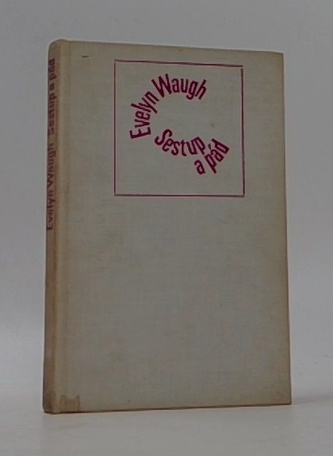 Evelyn Waugh
Sestup
a pád
Evelyn Waugh Sestup a pád